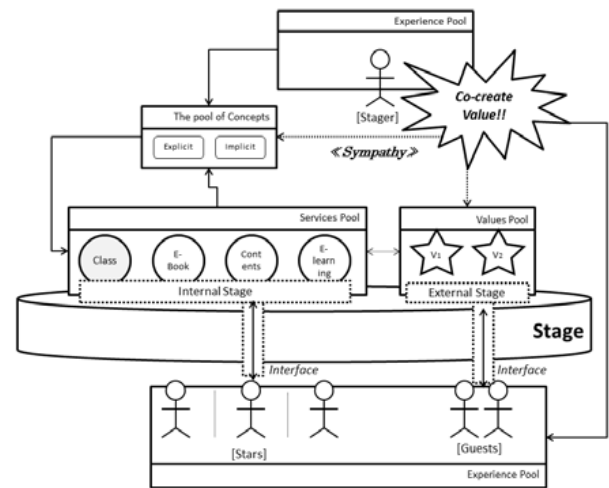 Experience Pool
[Stager]
Co-create
Value!!
The pool of Concepts
Explicit
Implicit
≪Sympathy≫
Services Pool
Class
E-
Book
Cont
ents
E-
learn
ing
Internal Stage
Values Pool
V1
V2
External Stage
Stage
Interface
Interface
[Stars]
[Guests]
Experience Pool